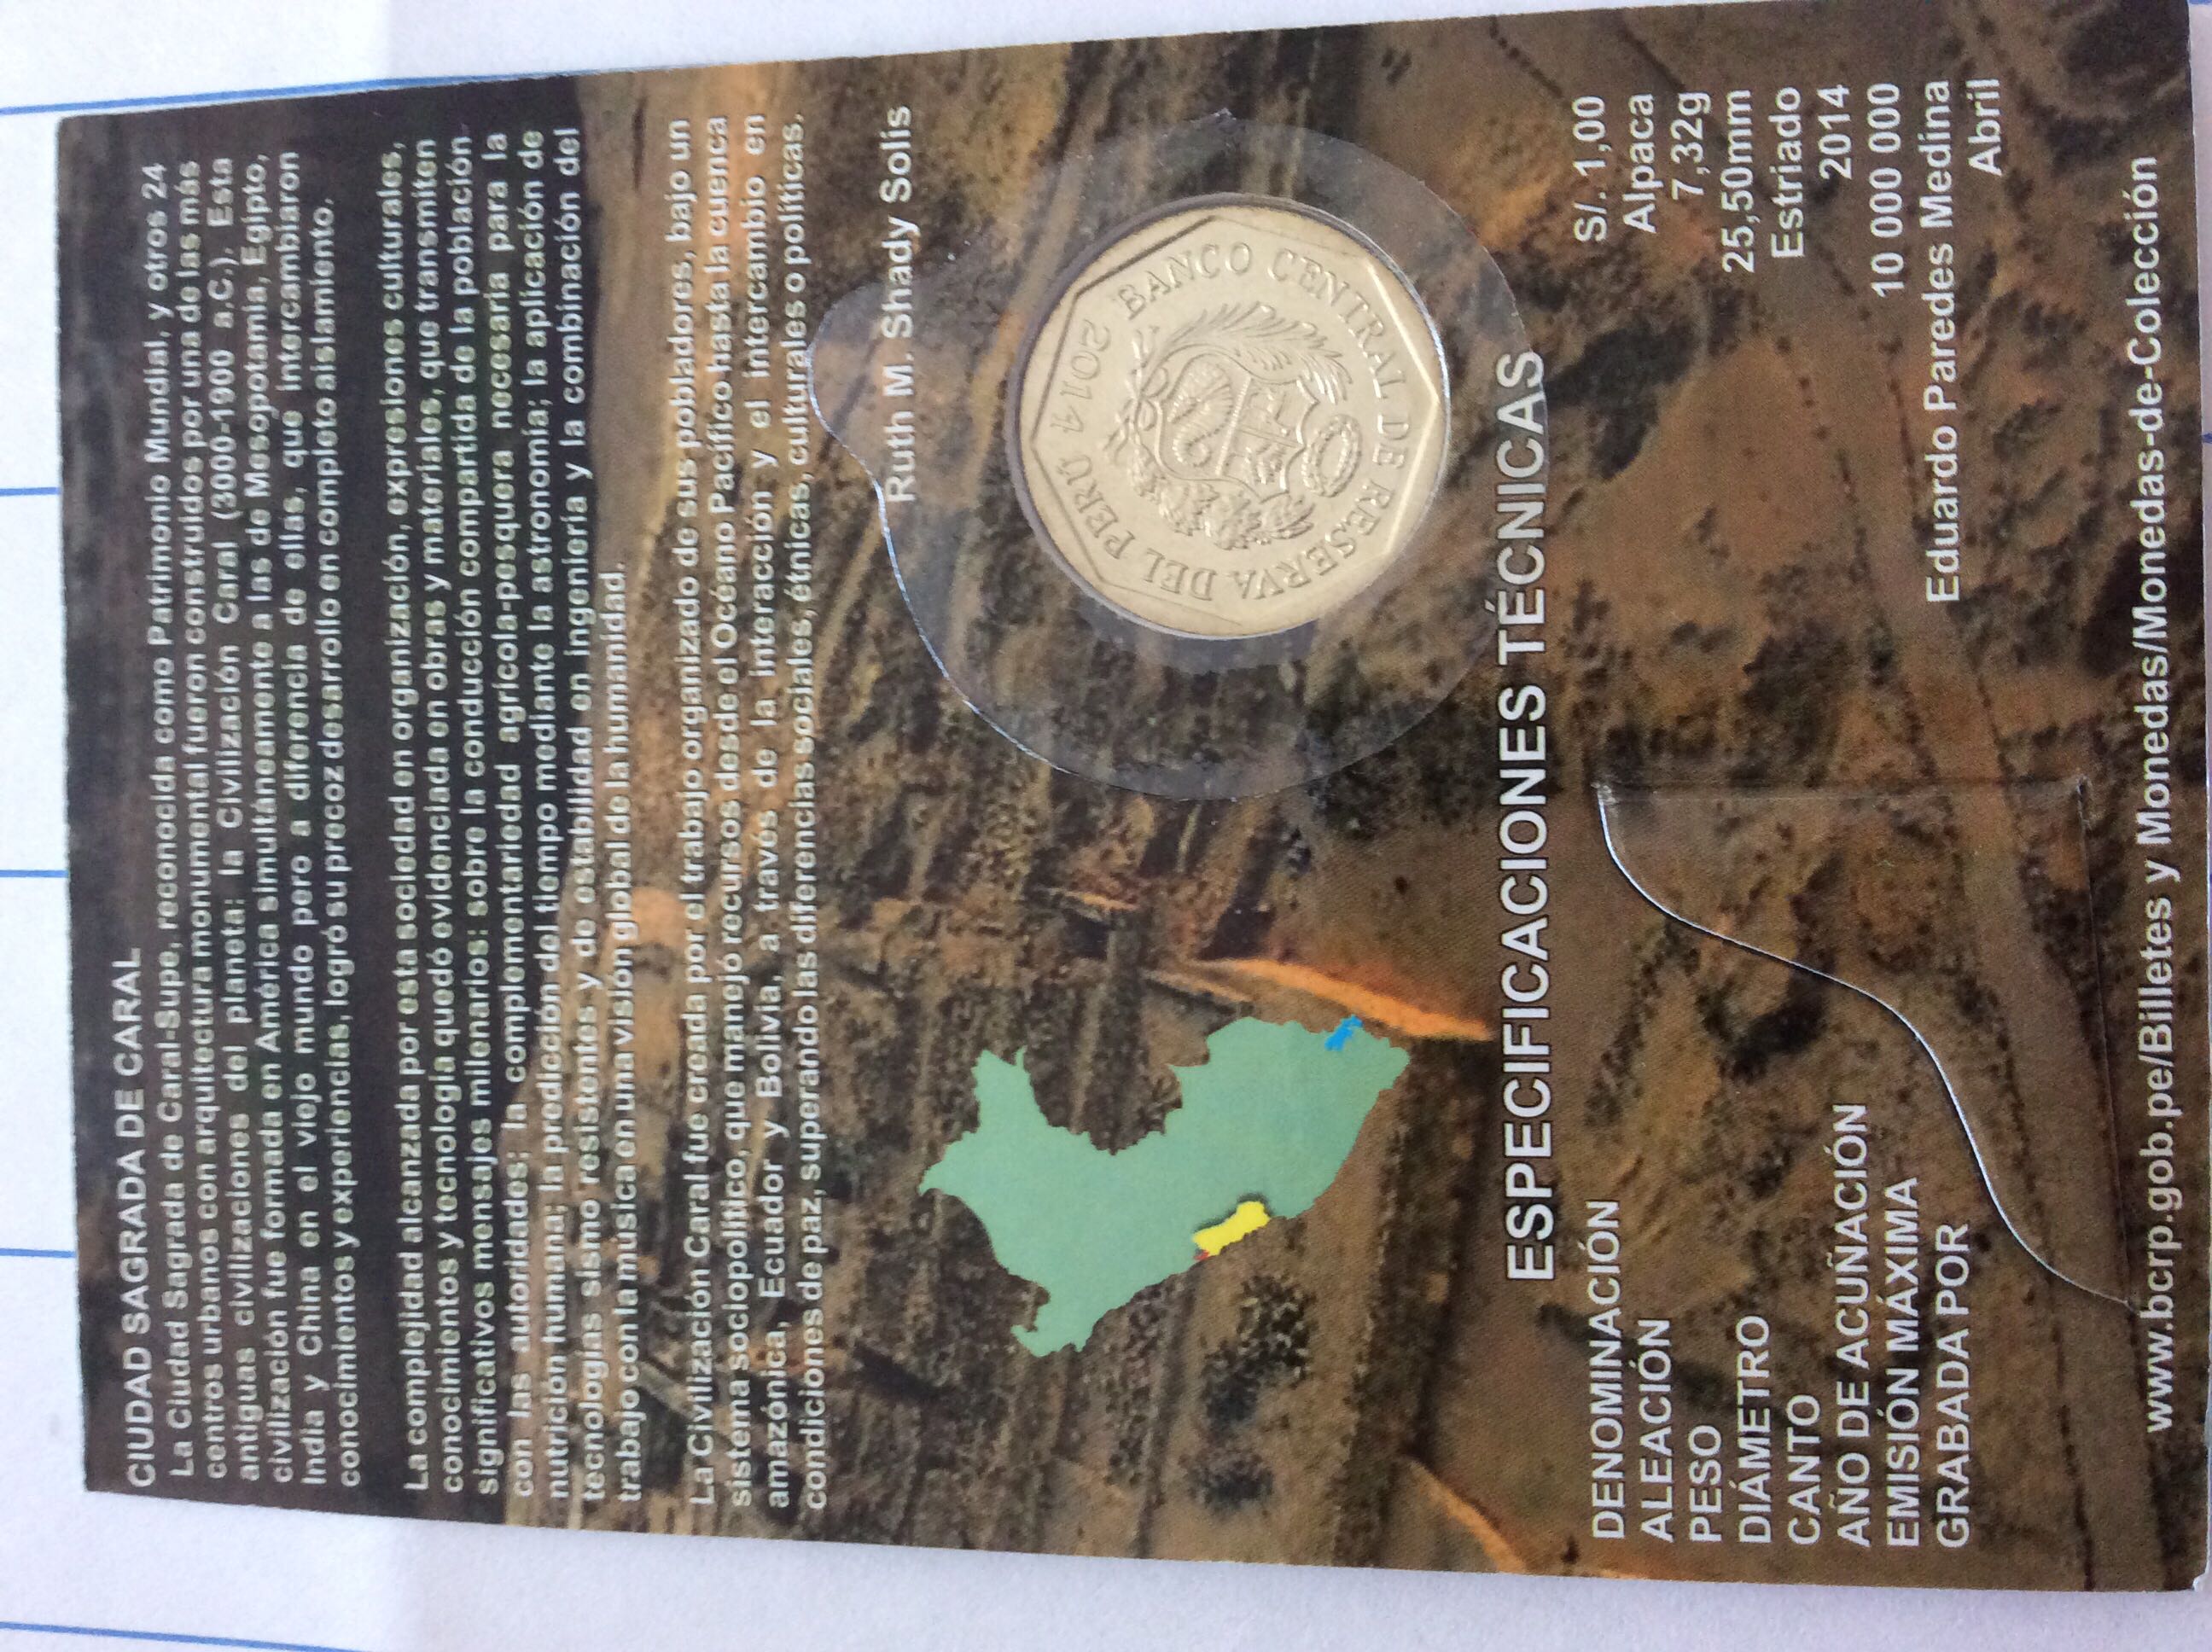 CIUDAD SAGRADA DE CARAL
La Ciudad Sagrada de Caral-Supe, reconocida como Patrimonio Mundial, y otros 24
centros urbanos con arquitectura monumental fueron construidos por una de las más
antiguas civilizaciones del planeta: la Civilización Caral (3000-1900 a.C.). Esta
civilización fue formada en América simultáneamente a las de Mesopotamia, Egipto,
India y China en el viejo mundo pero a diferencia de ellas, que intercambiaron
conocimientos y experiencias, logró su precoz desarrollo en completo aislamiento.
La complejidad alcanzada por esta sociedad en organización, expresiones culturales,
conocimientos y tecnología quedó evidenciada en obras y materiales, que transmiten
significativos mensajes milenarios: sobre la conducción compartida de la población
con las autoridades; la complementariedad agrícola-pesquera necesaria para la
nutrición humana; la predicción del tiempo mediante la astronomía; la aplicación de
tecnologías sismo resistentes y de estabilidad en ingeniería y la combinación del
trabajo con la música en una visión global de la humanidad.
La Civilización Caral fue creada por el trabajo organizado de sus pobladores, bajo un
sistema sociopolítico, que manejó recursos desde el Océano Pacífico hasta la cuenca
amazónica, Ecuador y Bolivia, a través de la interacción y el intercambio en
condiciones de paz, superando las diferencias sociales, étnicas, culturales o políticas.
Ruth M. Shady Solís
BANCO CENTRAL DE RESERVA DEL PERÚ 2014
ESPECIFICACIONES TÉCNICAS
DENOMINACIÓN S/. 1,00
ALEACIÓN Alpaca
PESO 7,32g
DIÁMETRO 25,50mm
CANTO Estriado
AÑO DE ACUÑACIÓN 2014
EMISIÓN MÁXIMA 10 000 000
GRABADA POR Eduardo Paredes Medina
Abril
www.bcrp.gob.pe/Billetes y Monedas/Monedas-de-Colección